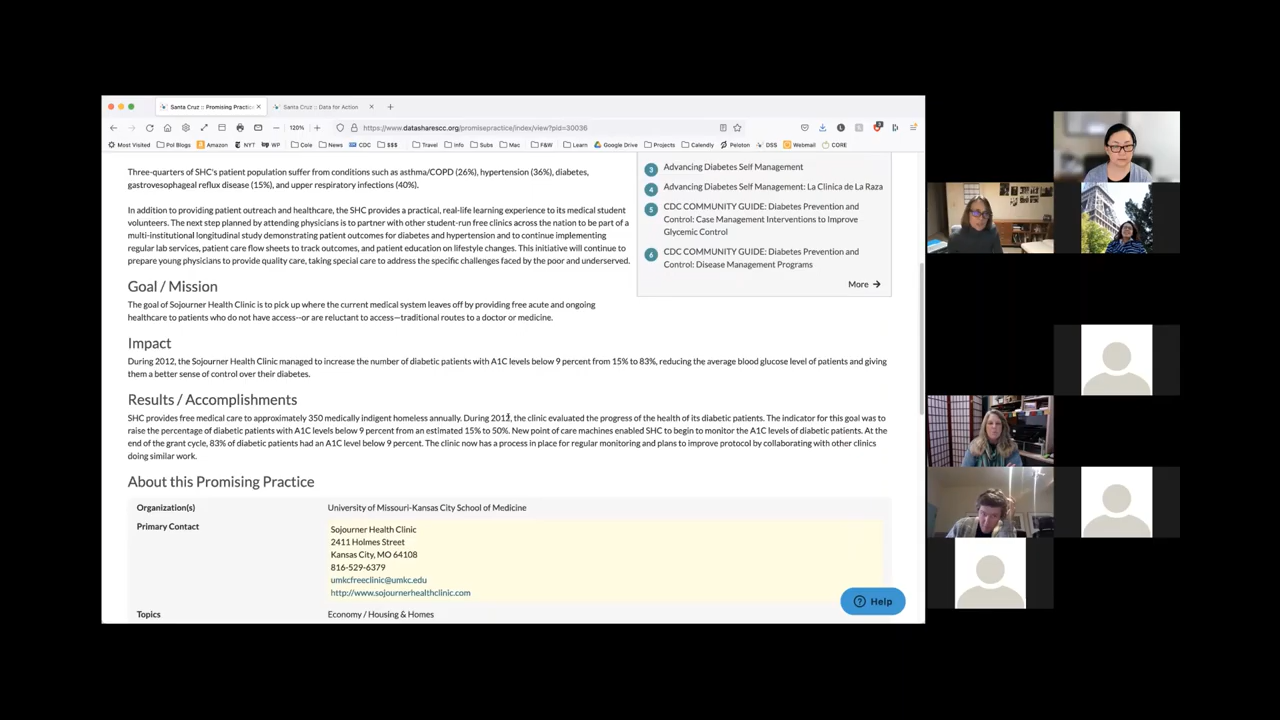 Santa Cruz :: Promising Practic
Santa Cruz :: Data for Action
120%
https://www.datasharescc.org/promisepractice/index/view?pid=30036
Most Visited Pol Blogs Amazon NYT WP Cele News CDC $$$ Travel Info Subs Mac F&W Learn Google Drive Projects Calendly Peloton DSS Webmail CORE
Three-quarters of SHC's patient population suffer from conditions such as asthma/COPD (26%), hypertension (36%), diabetes,
gastrovesophageal reflux disease (15%), and upper respiratory infections (40%).
In addition to providing patient outreach and healthcare, the SHC provides a practical, real-life learning experience to its medical student
volunteers. The next step planned by attending physicians is to partner with other student-run free clinics across the nation to be part of a
multi-institutional longitudinal study demonstrating patient outcomes for diabetes and hypertension and to continue implementing
regular lab services, patient care flow sheets to track outcomes, and patient education on lifestyle changes. This initiative will continue to
prepare young physicians to provide quality care, taking special care to address the specific challenges faced by the poor and underserved.
3 Advancing Diabetes Self Management
4 Advancing Diabetes Self Management: La Clinica de La Raza
5 CDC COMMUNITY GUIDE: Diabetes Prevention and
Control: Case Management Interventions to Improve
Glycemic Control
6 CDC COMMUNITY GUIDE: Diabetes Prevention and
Control: Disease Management Programs
More
Goal / Mission
The goal of Sojourner Health Clinic is to pick up where the current medical system leaves off by providing free acute and ongoing
healthcare to patients who do not have access--or are reluctant to access—traditional routes to a doctor or medicine.
Impact
During 2012, the Sojourner Health Clinic managed to increase the number of diabetic patients with A1C levels below 9 percent from 15% to 83%, reducing the average blood glucose level of patients and giving
them a better sense of control over their diabetes.
Results / Accomplishments
SHC provides free medical care to approximately 350 medically indigent homeless annually. During 2012, the clinic evaluated the progress of the health of its diabetic patients. The indicator for this goal was to
raise the percentage of diabetic patients with A1C levels below 9 percent from an estimated 15% to 50%. New point of care machines enabled SHC to begin to monitor the A1C levels of diabetic patients. At the
end of the grant cycle, 83% of diabetic patients had an A1C level below 9 percent. The clinic now has a process in place for regular monitoring and plans to improve protocol by collaborating with other clinics
doing similar work.
About this Promising Practice
Organization(s) University of Missouri-Kansas City School of Medicine
Primary Contact Sojourner Health Clinic
2411 Holmes Street
Kansas City, MO 64108
816-529-6379
umkcfreeclinic@umkc.edu
http://www.sojournerhealthclinic.com
Topics Economy / Housing & Homes
Help